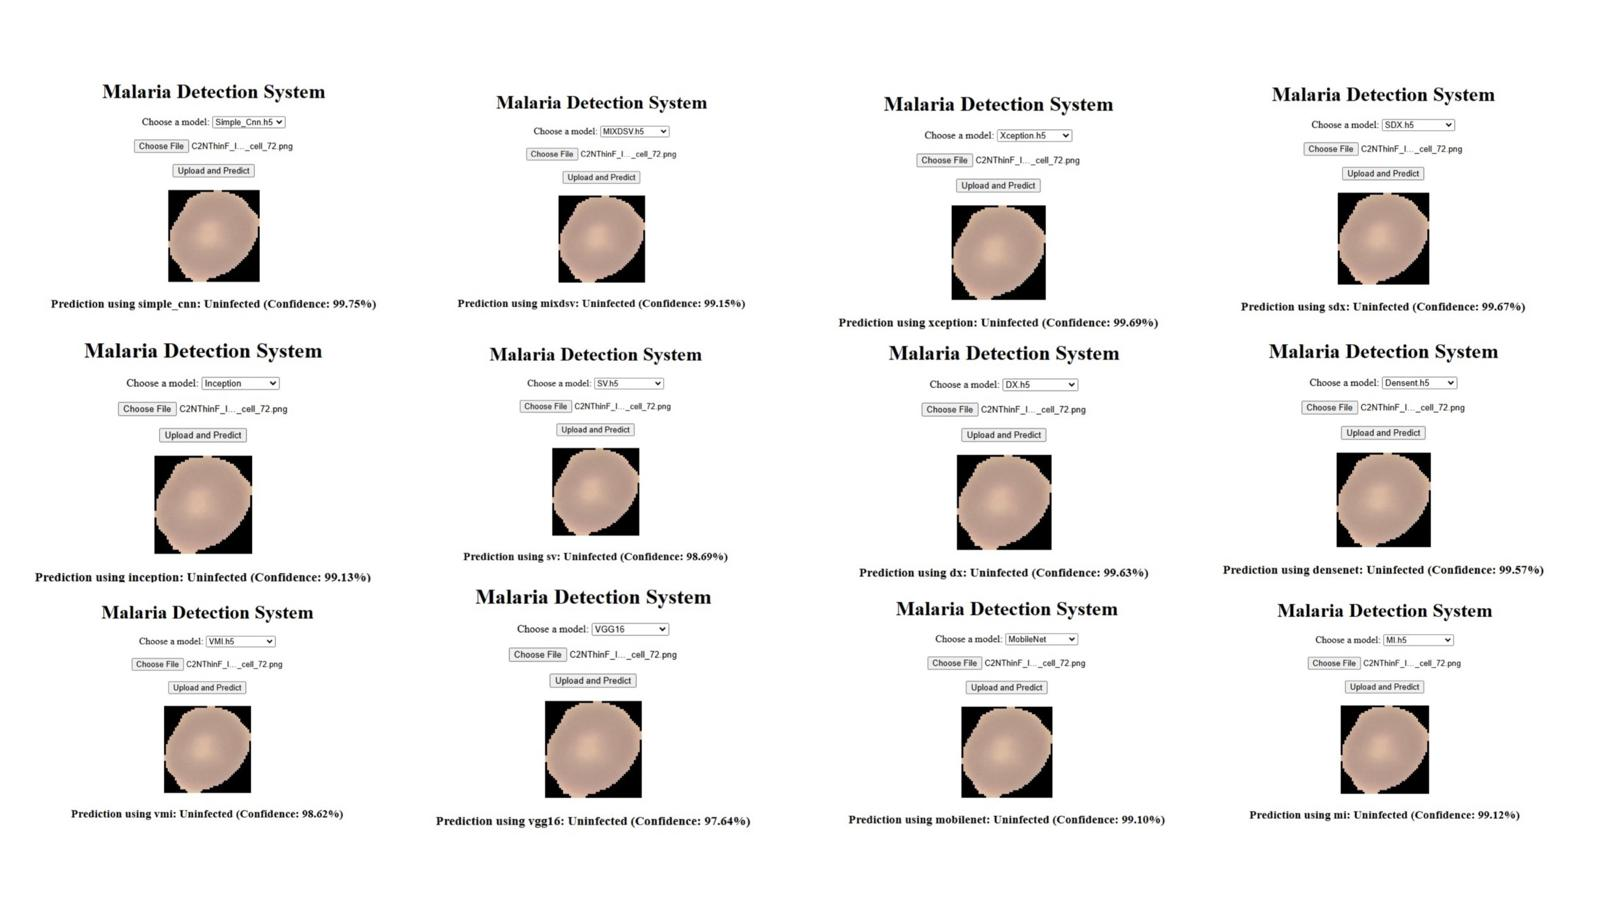 Malaria Detection System
Choose a model: Simple_Cnn.h5
Choose File C2NThinF_I..._cell_72.png
Upload and Predict
Prediction using simple_cnn: Uninfected (Confidence: 99.75%)
Malaria Detection System
Choose a model: MIXDSV.h5
Choose File C2NThinF_I..._cell_72.png
Upload and Predict
Prediction using mixdsv: Uninfected (Confidence: 99.15%)
Malaria Detection System
Choose a model: Xception.h5
Choose File C2NThinF_I..._cell_72.png
Upload and Predict
Prediction using xception: Uninfected (Confidence: 99.69%)
Malaria Detection System
Choose a model: SDX.h5
Choose File C2NThinF_I..._cell_72.png
Upload and Predict
Prediction using sdx: Uninfected (Confidence: 99.67%)
Malaria Detection System
Choose a model: Inception
Choose File C2NThinF_I..._cell_72.png
Upload and Predict
Prediction using inception: Uninfected (Confidence: 99.13%)
Malaria Detection System
Choose a model: SV.h5
Choose File C2NThinF_I..._cell_72.png
Upload and Predict
Prediction using sv: Uninfected (Confidence: 98.69%)
Malaria Detection System
Choose a model: DX.h5
Choose File C2NThinF_I..._cell_72.png
Upload and Predict
Prediction using dx: Uninfected (Confidence: 99.63%)
Malaria Detection System
Choose a model: Densent.h5
Choose File C2NThinF_I..._cell_72.png
Upload and Predict
Prediction using densenet: Uninfected (Confidence: 99.57%)
Malaria Detection System
Choose a model: VMI.h5
Choose File C2NThinF_I..._cell_72.png
Upload and Predict
Prediction using vmi: Uninfected (Confidence: 98.62%)
Malaria Detection System
Choose a model: VGG16
Choose File C2NThinF_I..._cell_72.png
Upload and Predict
Prediction using vgg16: Uninfected (Confidence: 97.64%)
Malaria Detection System
Choose a model: MobileNet
Choose File C2NThinF_I..._cell_72.png
Upload and Predict
Prediction using mobilenet: Uninfected (Confidence: 99.10%)
Malaria Detection System
Choose a model: MI.h5
Choose File C2NThinF_I..._cell_72.png
Upload and Predict
Prediction using mi: Uninfected (Confidence: 99.12%)